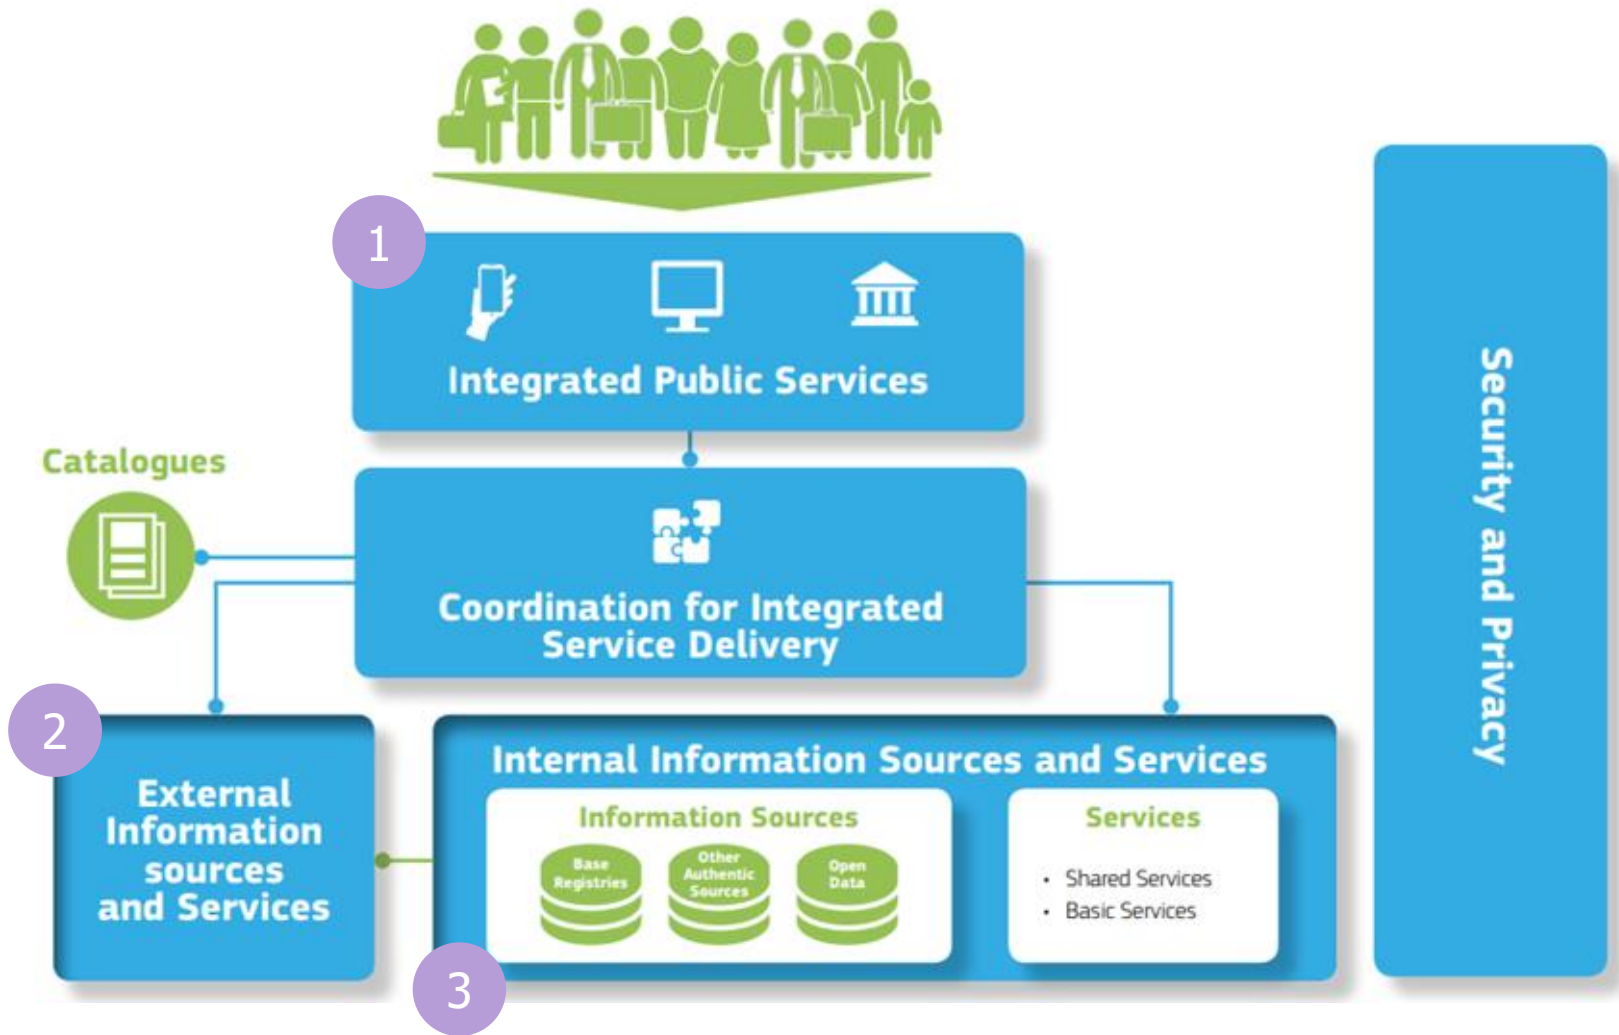 1
Integrated Public Services
Catalogues
Coordination for Integrated
Service Delivery
Security and Privacy
2
External
Information
sources
and Services
Internal Information Sources and Services
Information Sources
Base
Registries
Other
Authentic
Sources
Open
Data
Services
• Shared Services
• Basic Services
3